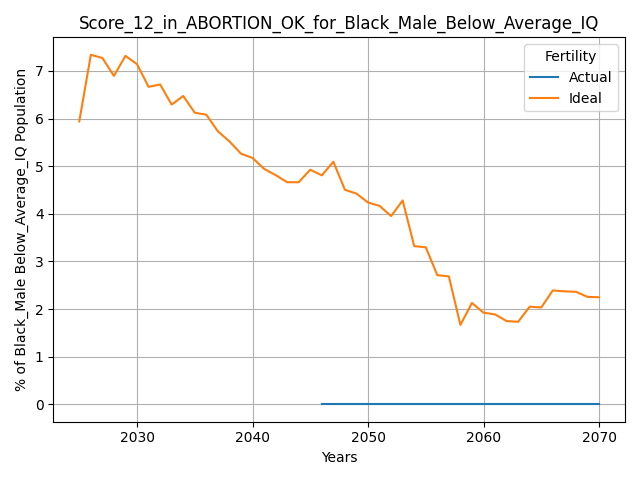 Score_12_in_ABORTION_OK_for_Black_Male_Below_Average_IQ
% of Black_Male Below_Average_IQ Population
7
6
5
4
3
2
1
0
Fertility
Actual
Ideal
2030 2040 2050 2060 2070
Years